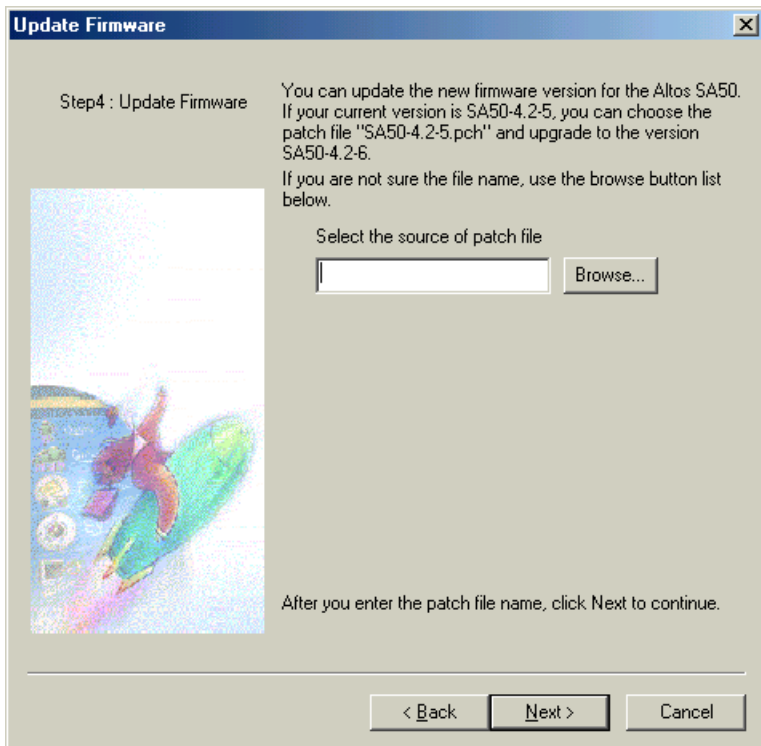 Update Firmware
Step4 : Update Firmware
You can update the new firmware version for the Altos SA50.
If your current version is SA50-4.2-5, you can choose the
patch file "SA50-4.2-5.pch" and upgrade to the version
SA50-4.2-6.
If you are not sure the file name, use the browse button list
below.
Select the source of patch file
Browse...
After you enter the patch file name, click Next to continue.
< Back
Next >
Cancel